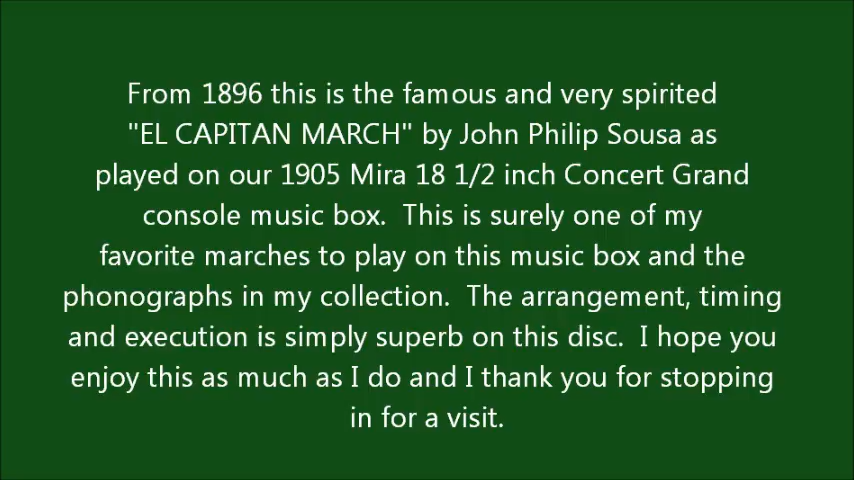 From 1896 this is the famous and very spirited
"EL CAPITAN MARCH" by John Philip Sousa as
played on our 1905 Mira 18 1/2 inch Concert Grand
console music box.  This is surely one of my
favorite marches to play on this music box and the
phonographs in my collection.  The arrangement, timing
and execution is simply superb on this disc.  I hope you
enjoy this as much as I do and I thank you for stopping
in for a visit.